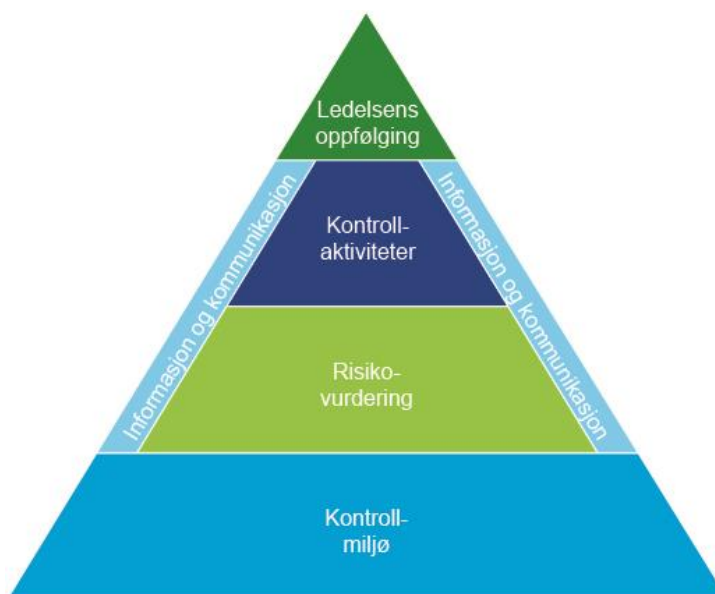 Ledelsens
oppfølging
Informasjon og kommunikasjon
Informasjon og kommunikasjon
Kontroll-
aktiviteter
Risiko-
vurdering
Kontroll-
miljø